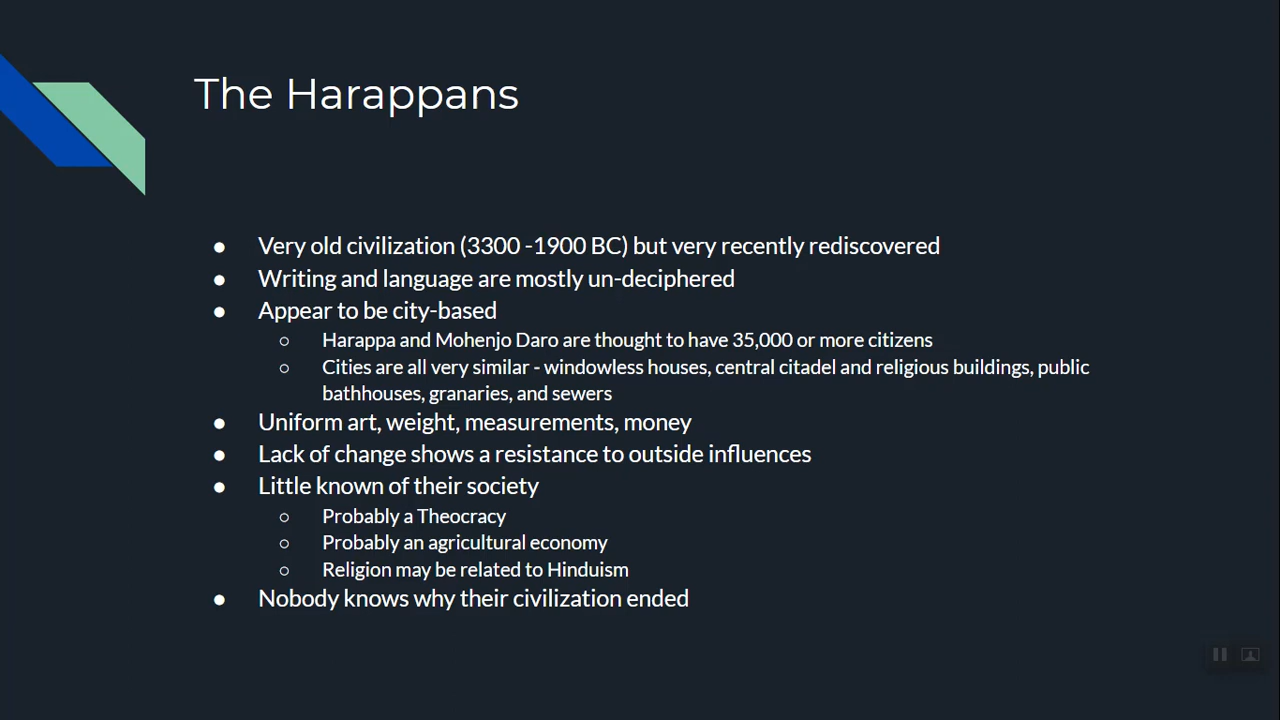 The Harappans
● Very old civilization (3300 -1900 BC) but very recently rediscovered
● Writing and language are mostly un-deciphered
● Appear to be city-based
○ Harappa and Mohenjo Daro are thought to have 35,000 or more citizens
○ Cities are all very similar - windowless houses, central citadel and religious buildings, public
bathhouses, granaries, and sewers
● Uniform art, weight, measurements, money
● Lack of change shows a resistance to outside influences
● Little known of their society
○ Probably a Theocracy
○ Probably an agricultural economy
○ Religion may be related to Hinduism
● Nobody knows why their civilization ended